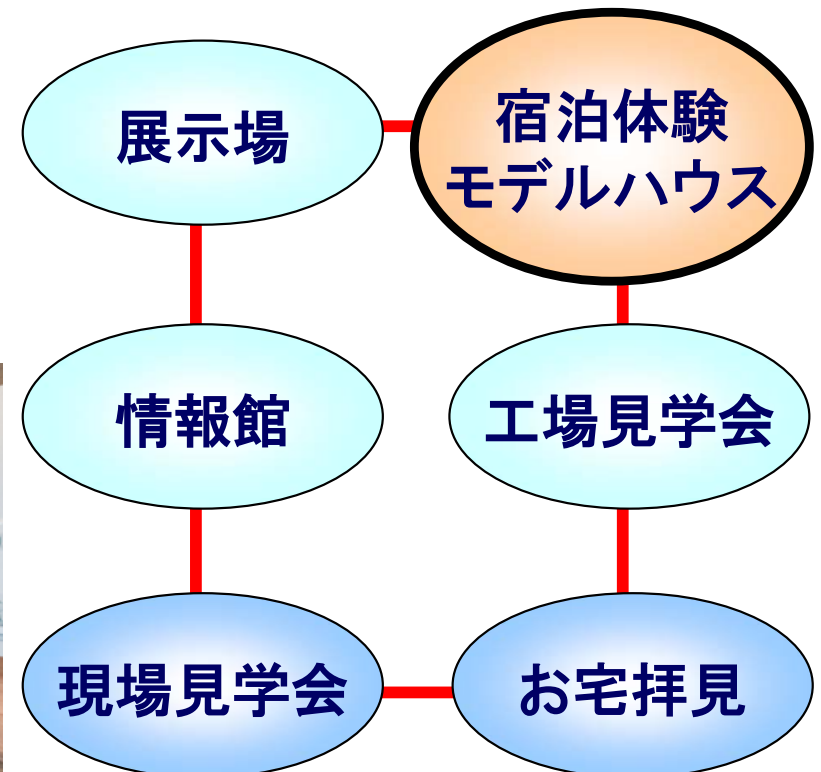 展示場
宿泊体験
モデルハウス
情報館
工場見学会
現場見学会
お宅拝見